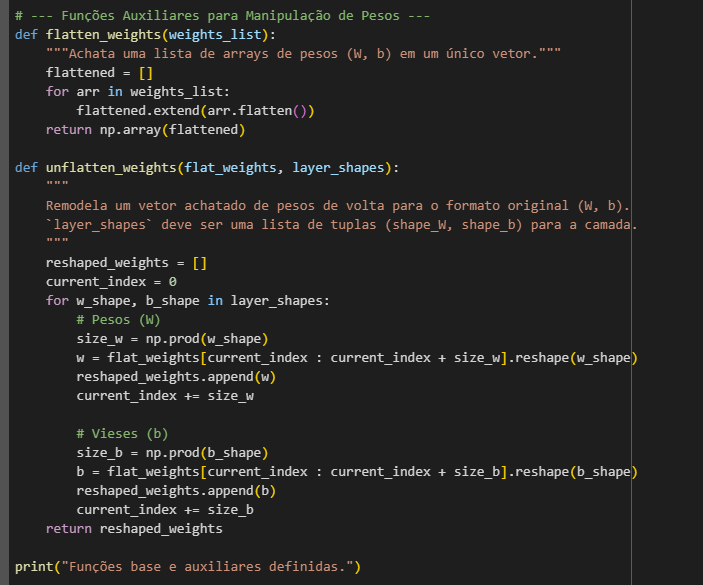 # --- Funções Auxiliares para Manipulação de Pesos ---
def flatten_weights(weights_list):
    """Achata uma lista de arrays de pesos (W, b) em um único vetor."""
    flattened = []
    for arr in weights_list:
        flattened.extend(arr.flatten())
    return np.array(flattened)

def unflatten_weights(flat_weights, layer_shapes):
    """
    Remodela um vetor achatado de pesos de volta para o formato original (W, b).
    `layer_shapes` deve ser uma lista de tuplas (shape_W, shape_b) para a camada.
    """
    reshaped_weights = []
    current_index = 0
    for w_shape, b_shape in layer_shapes:
        # Pesos (W)
        size_w = np.prod(w_shape)
        w = flat_weights[current_index : current_index + size_w].reshape(w_shape)
        reshaped_weights.append(w)
        current_index += size_w

        # Vieses (b)
        size_b = np.prod(b_shape)
        b = flat_weights[current_index : current_index + size_b].reshape(b_shape)
        reshaped_weights.append(b)
        current_index += size_b
    return reshaped_weights

print("Funções base e auxiliares definidas.")